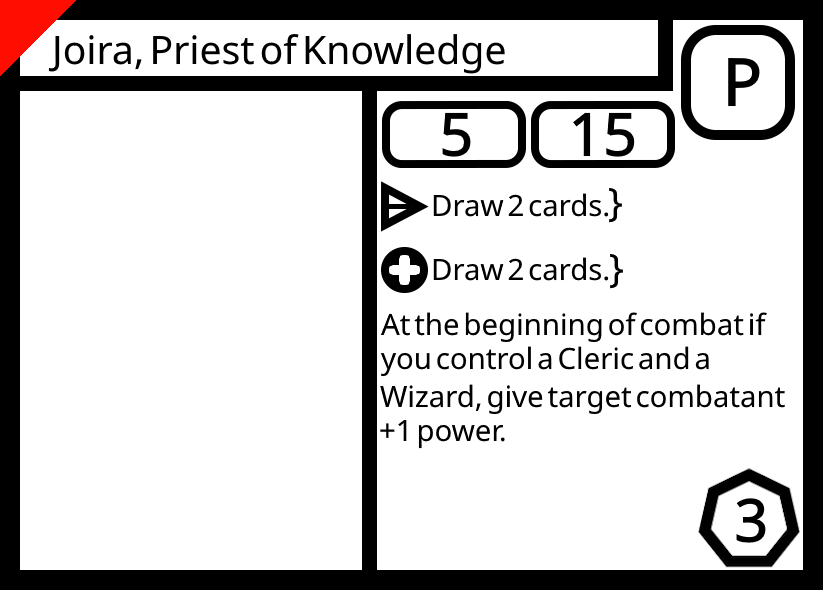 Joira, Priest of Knowledge
P
5 15
Draw 2 cards.}
Draw 2 cards.}
At the beginning of combat if
you control a Cleric and a
Wizard, give target combatant
+1 power.
3